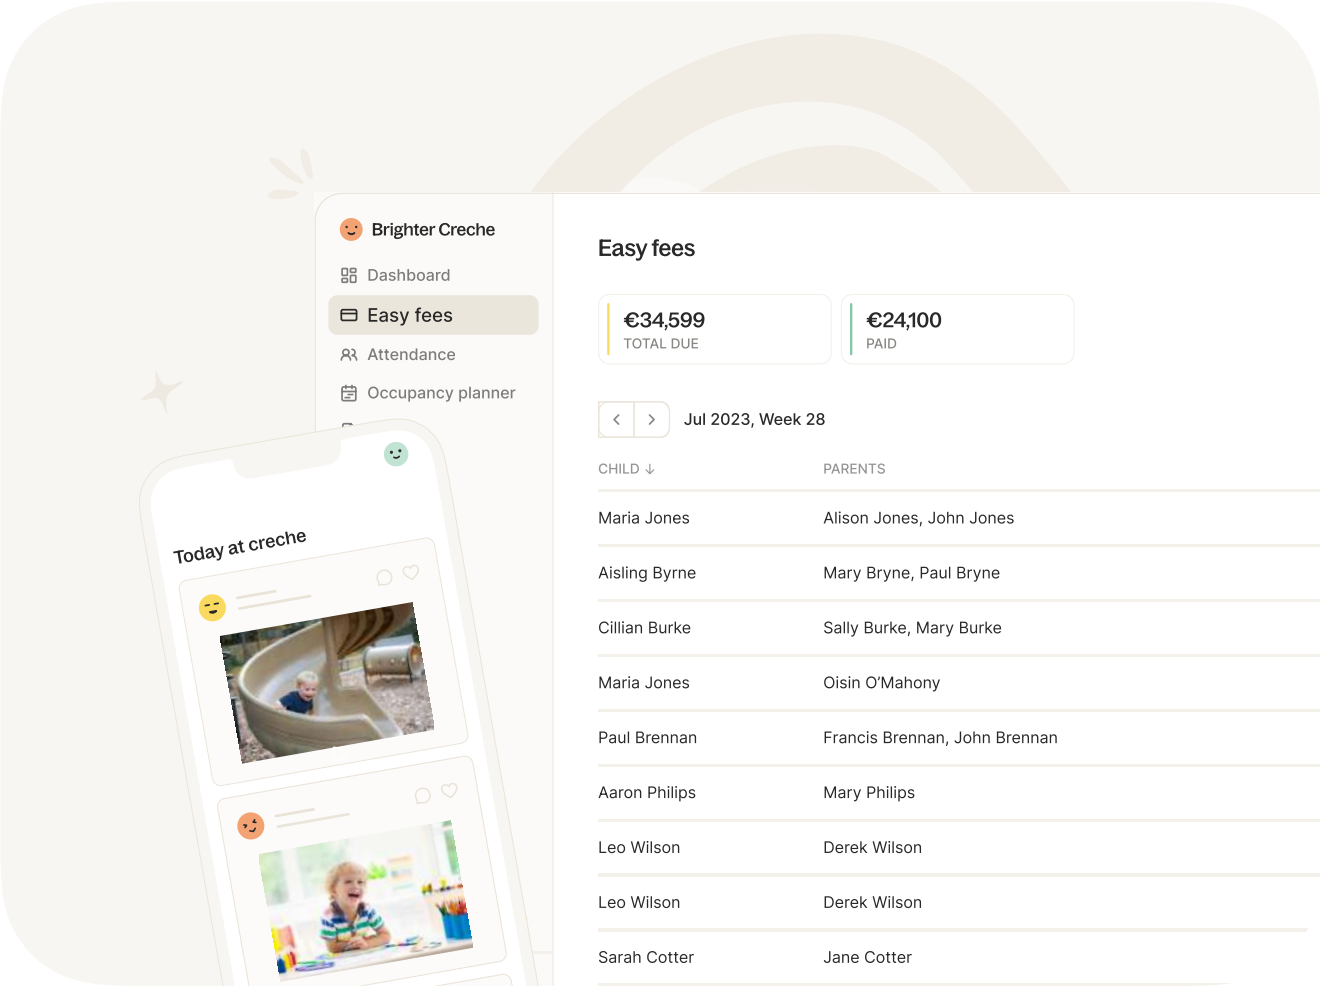 Brighter Creche
Dashboard
Easy fees
Attendance
Occupancy planner
Easy fees
€34,599
TOTAL DUE
€24,100
PAID
Jul 2023, Week 28
CHILD ↓ PARENTS
Maria Jones Alison Jones, John Jones
Aisling Byrne Mary Bryne, Paul Bryne
Cillian Burke Sally Burke, Mary Burke
Maria Jones Oisin O’Mahony
Paul Brennan Francis Brennan, John Brennan
Aaron Philips Mary Philips
Leo Wilson Derek Wilson
Leo Wilson Derek Wilson
Sarah Cotter Jane Cotter
Today at creche